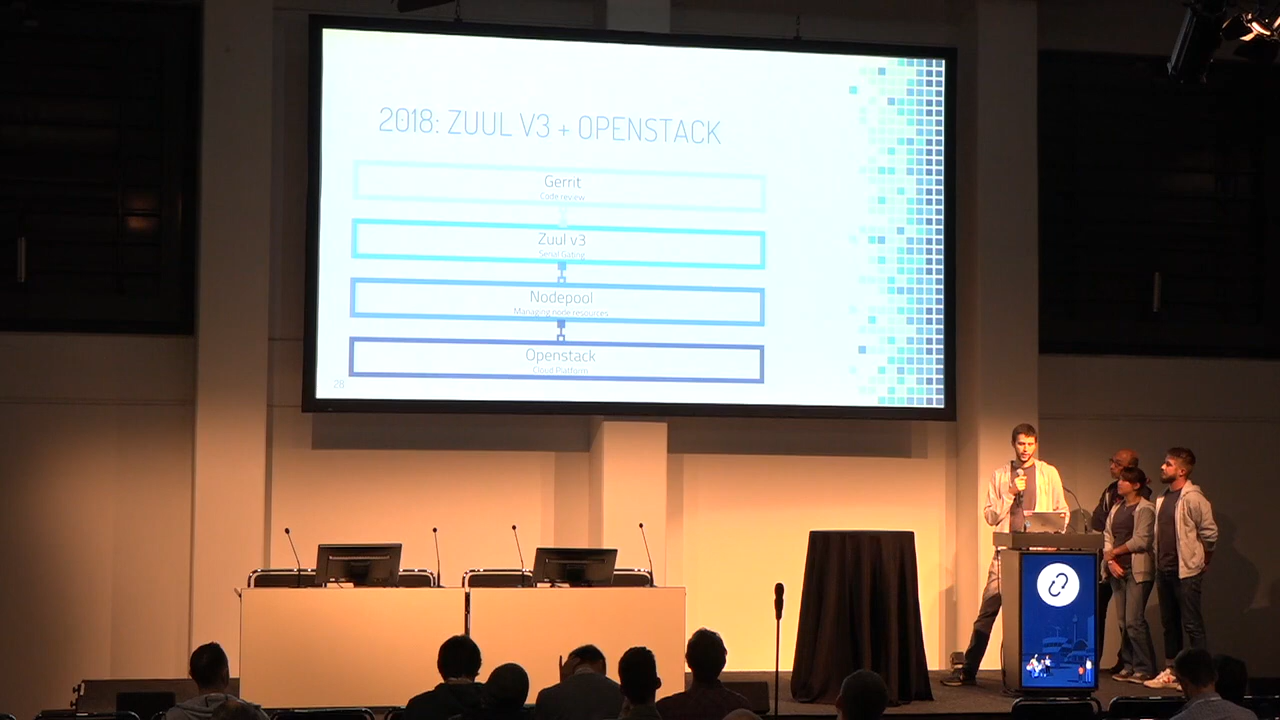 2018: ZUUL V3 + OPENSTACK
Gerrit
Code review
Zuul v3
Serial Gating
Nodepool
Managing node resources
Openstack
Cloud Platform
28